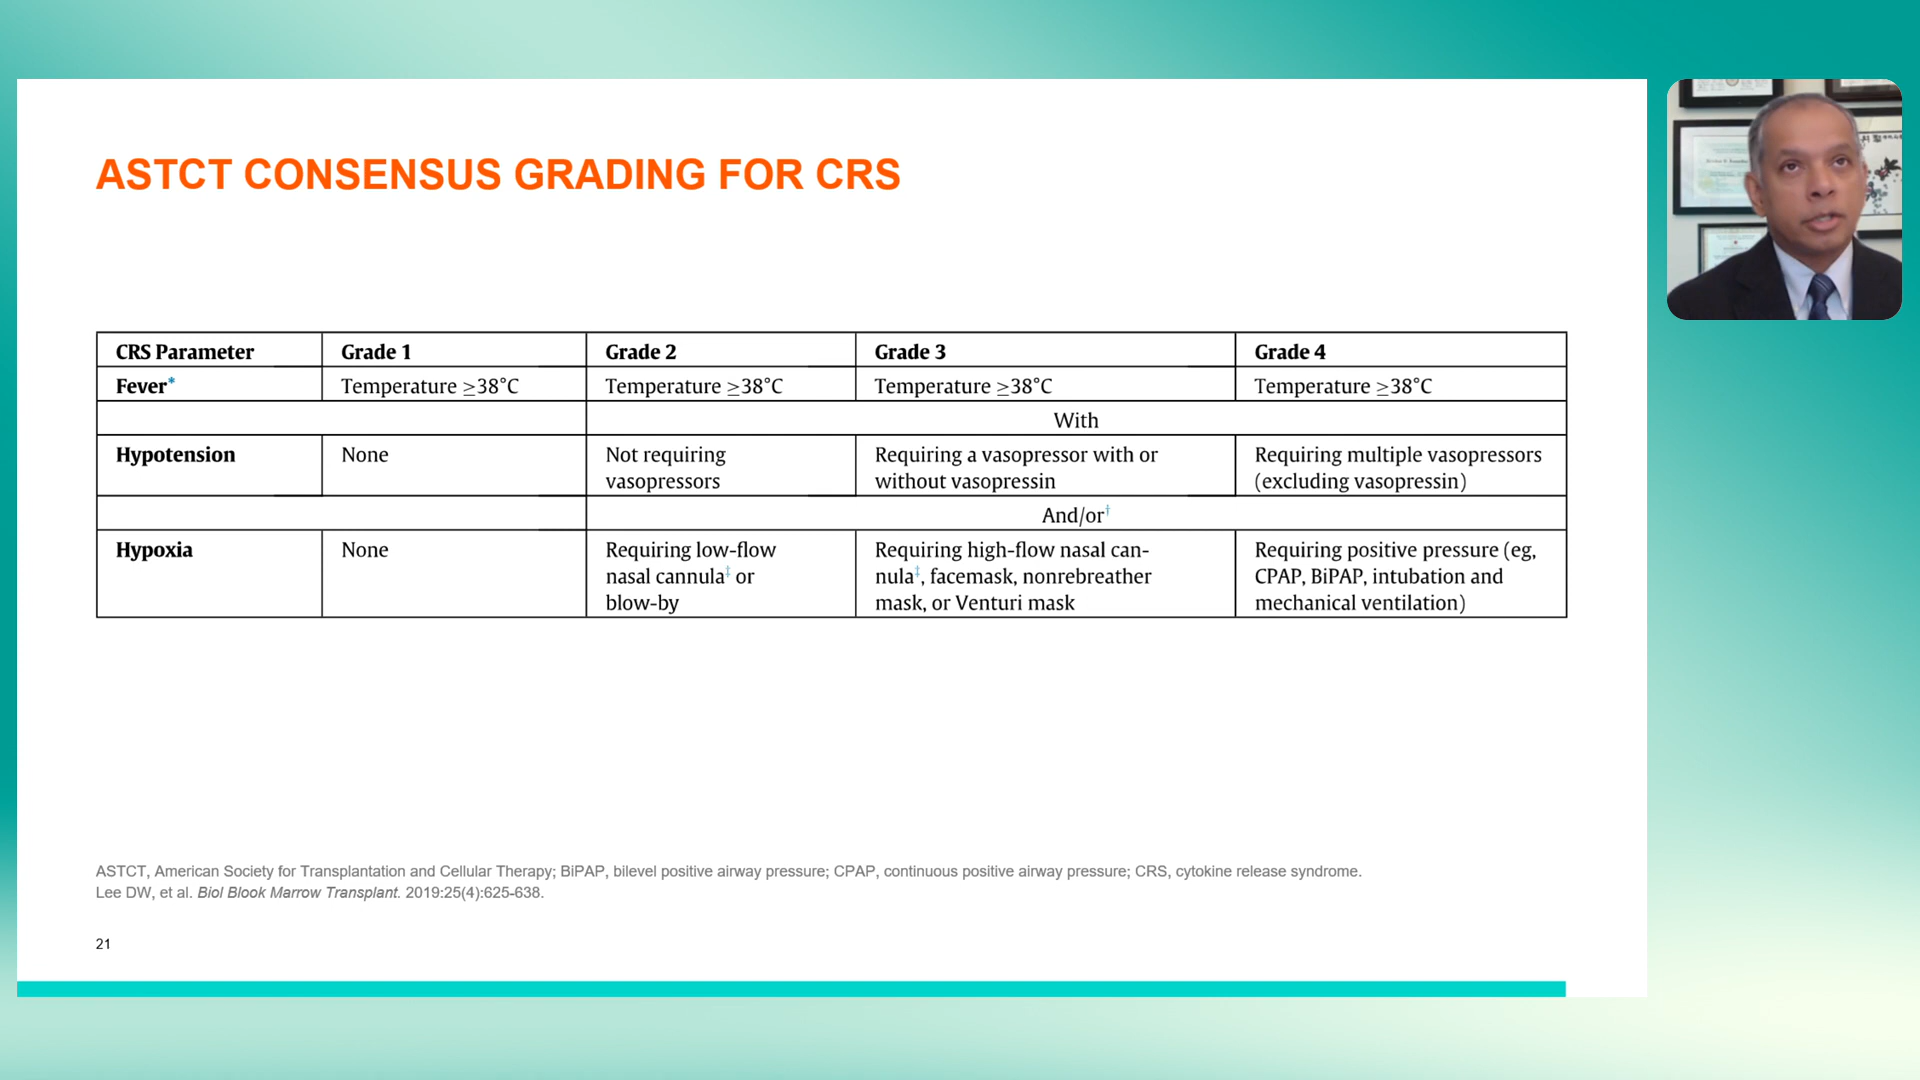 ASTCT CONSENSUS GRADING FOR CRS
CRS Parameter Grade 1 Grade 2 Grade 3 Grade 4
Fever* Temperature ≥38°C Temperature ≥38°C Temperature ≥38°C Temperature ≥38°C
With
Hypotension None Not requiring vasopressors Requiring a vasopressor with or without vasopressin Requiring multiple vasopressors (excluding vasopressin)
And/or†
Hypoxia None Requiring low-flow nasal cannula‡ or blow-by Requiring high-flow nasal can-nula‡, facemask, nonrebreather mask, or Venturi mask Requiring positive pressure (eg, CPAP, BiPAP, intubation and mechanical ventilation)
ASTCT, American Society for Transplantation and Cellular Therapy; BiPAP, bilevel positive airway pressure; CPAP, continuous positive airway pressure; CRS, cytokine release syndrome.
Lee DW, et al. Biol Blook Marrow Transplant. 2019:25(4):625-638.
21